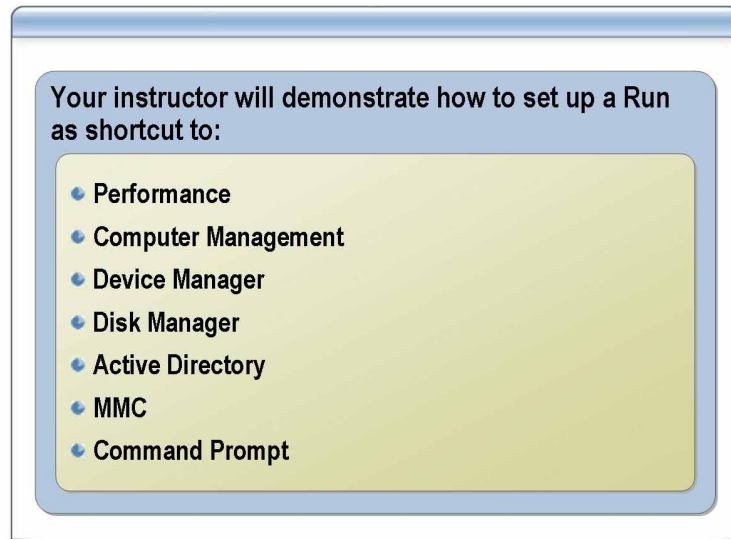 Your instructor will demonstrate how to set up a Run
as shortcut to:
Performance
Computer Management
Device Manager
Disk Manager
Active Directory
MMC
Command Prompt